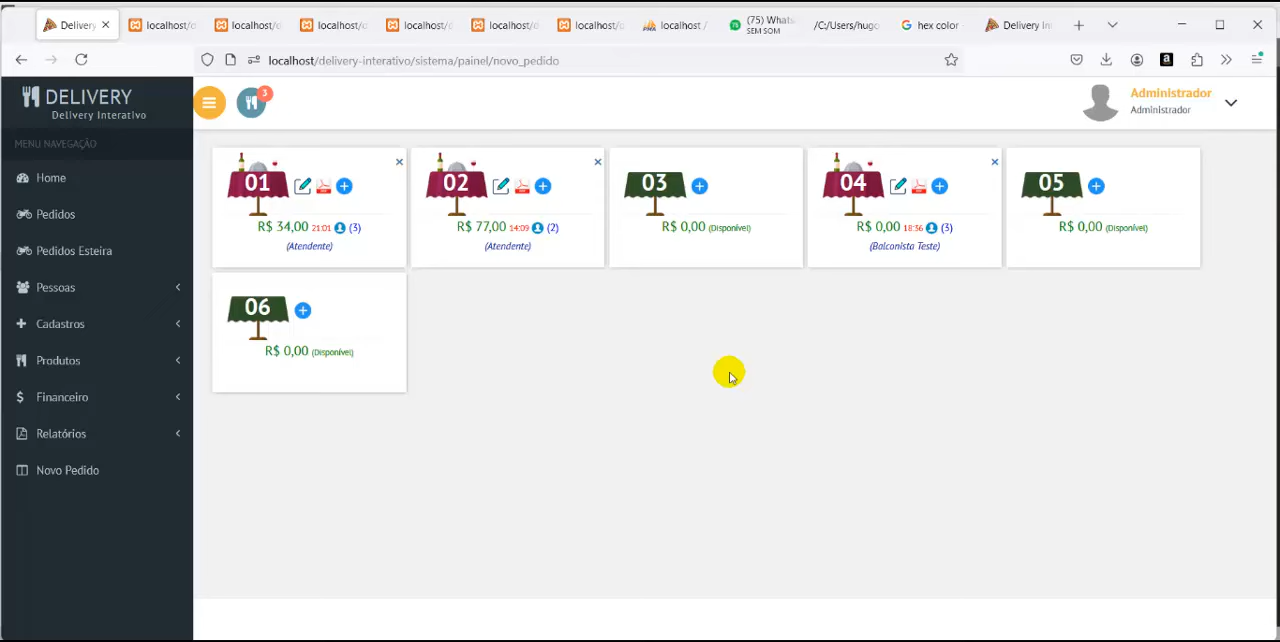 Delivery
localhost/
localhost/
localhost/
localhost/
localhost/
localhost/
localhost /
(75) Whats
SEM SOM
/C:/Users/hugo
hex color
Delivery In
localhost/delivery-interativo/sistema/painel/novo_pedido
DELIVERY
Delivery Interativo
3
Administrador
Administrador
MENU NAVEGAÇÃO
Home
Pedidos
Pedidos Esteira
Pessoas
Cadastros
Produtos
Financeiro
Relatórios
Novo Pedido
01
R$ 34,00 21:01 (3)
(Atendente)
02
R$ 77,00 14:09 (2)
(Atendente)
03
R$ 0,00 (Disponível)
04
R$ 0,00 18:36 (3)
(Balconista Teste)
05
R$ 0,00 (Disponível)
06
R$ 0,00 (Disponível)